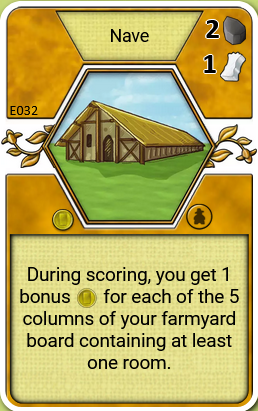 Nave
2
1
E032
During scoring, you get 1
bonus for each of the 5
columns of your farmyard
board containing at least
one room.